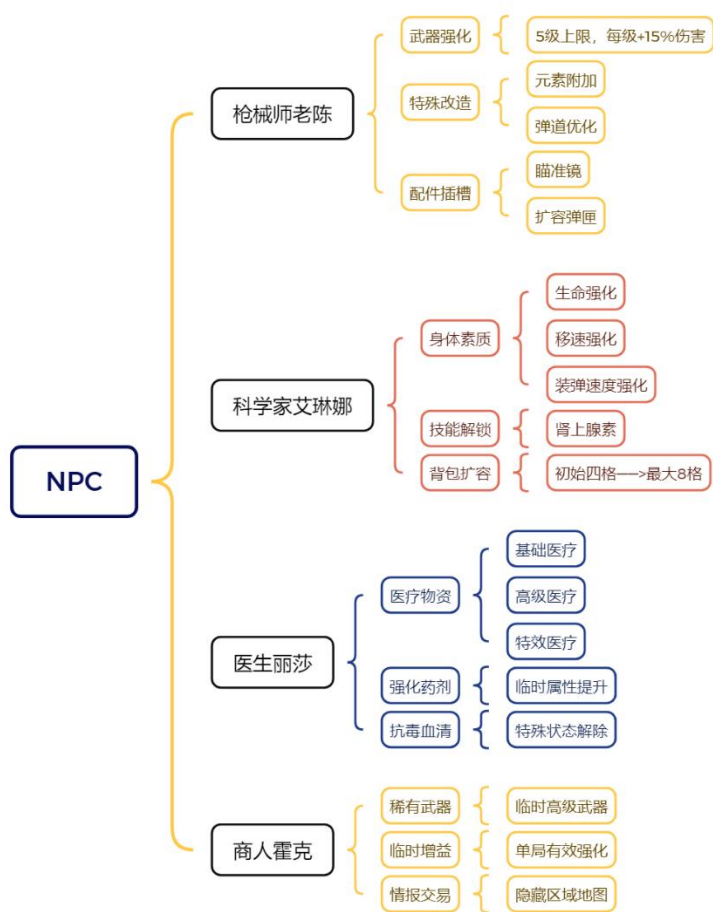 NPC
枪械师老陈
武器强化
5级上限，每级+15%伤害
特殊改造
元素附加
弹道优化
配件插槽
瞄准镜
扩容弹匣
科学家艾琳娜
身体素质
生命强化
移速强化
装弹速度强化
技能解锁
肾上腺素
背包扩容
初始四格—>最大8格
医生丽莎
医疗物资
基础医疗
高级医疗
特效医疗
强化药剂
临时属性提升
抗毒血清
特殊状态解除
商人霍克
稀有武器
临时高级武器
临时增益
单局有效强化
情报交易
隐藏区域地图